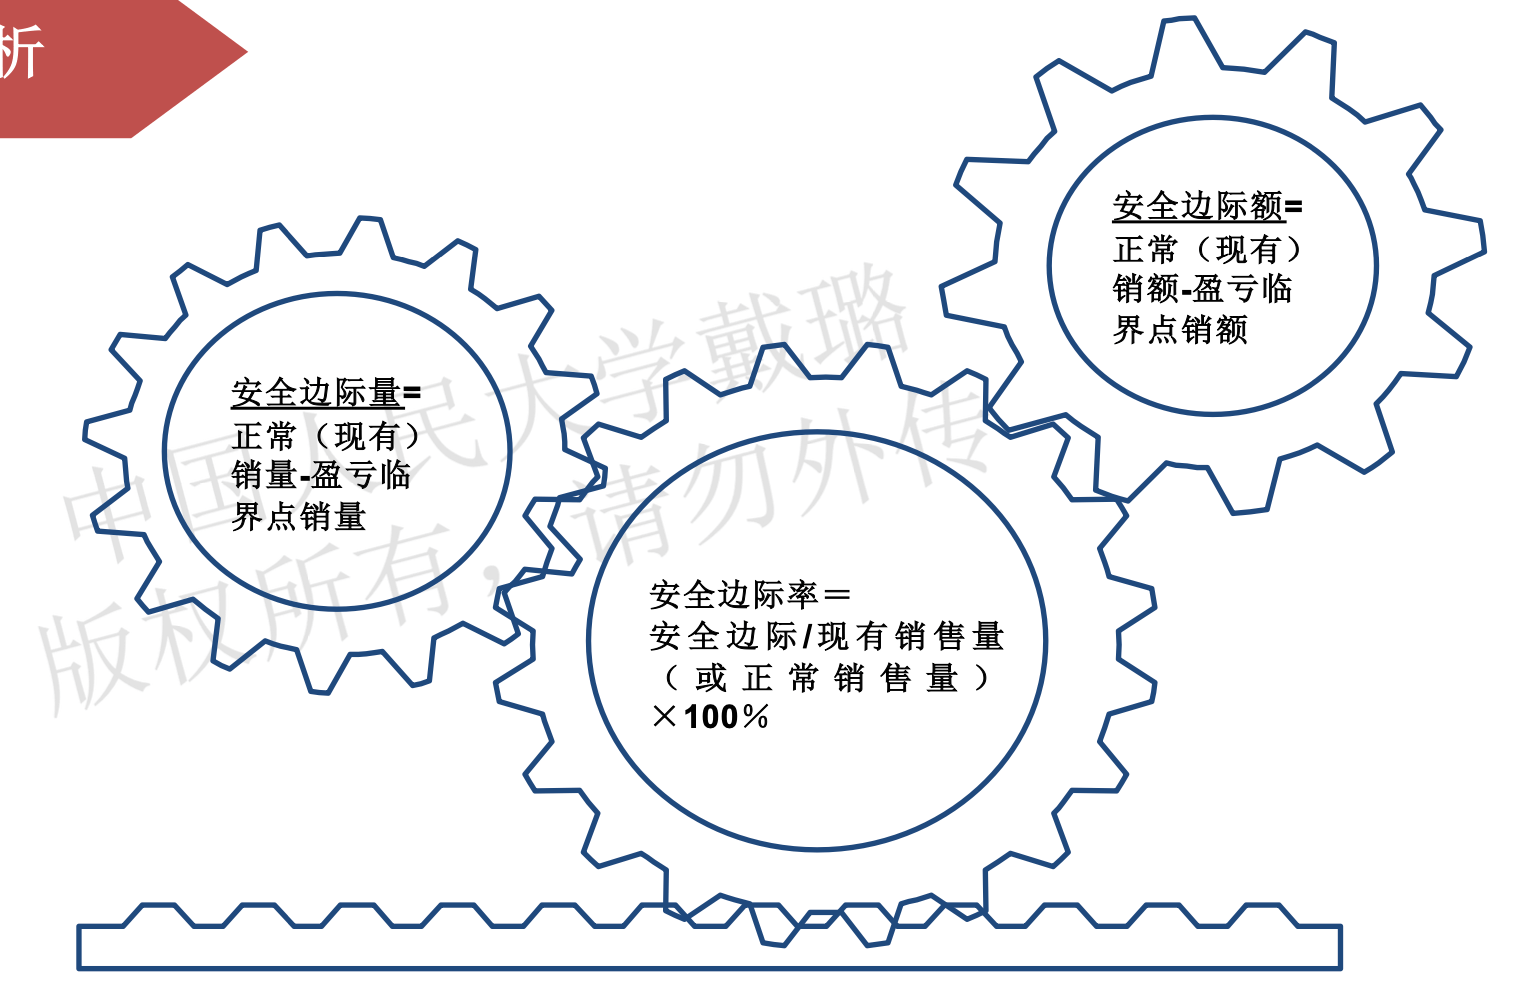 析
安全边际额=
正常（现有）
销额-盈亏临
界点销额
安全边际量=
正常（现有）
销量-盈亏临
界点销量
安全边际率＝
安全边际/现有销售量
（或正常销售量）
×100％
中国人民大学戴璐
版权所有，请勿外传